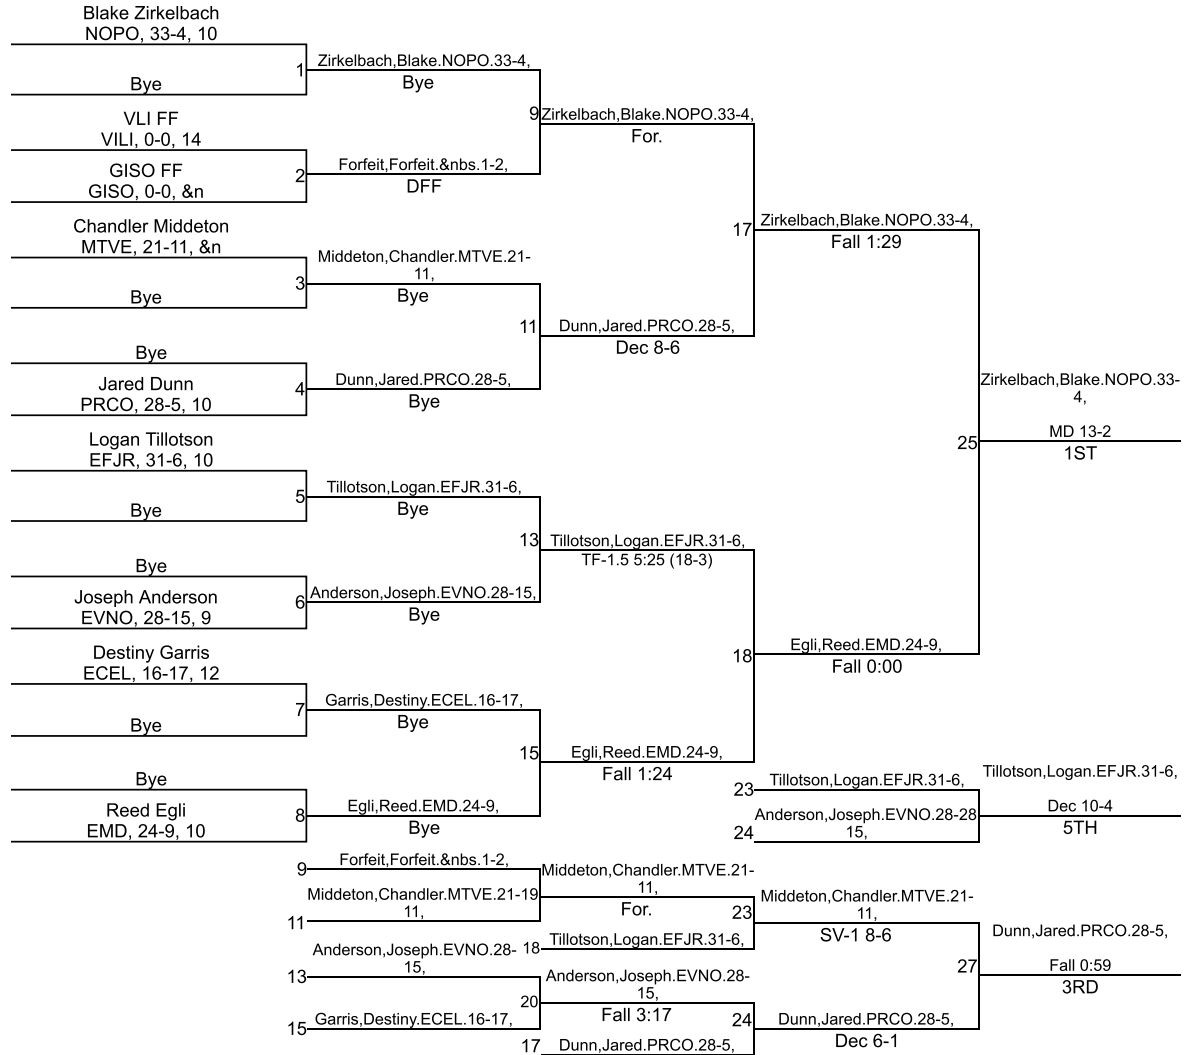 Blake Zirkelbach
NOPO, 33-4, 10
1
Zirkelbach,Blake.NOPO.33-4,
Bye
Bye
9
Zirkelbach,Blake.NOPO.33-4,
For.
VLI FF
VILI, 0-0, 14
2
Forfeit,Forfeit.&nbs.1-2,
DFF
GISO FF
GISO, 0-0, &n
17
Zirkelbach,Blake.NOPO.33-4,
Fall 1:29
Chandler Middeton
MTVE, 21-11, &n
3
Middeton,Chandler.MTVE.21-
11,
Bye
Bye
11
Dunn,Jared.PRCO.28-5,
Dec 8-6
Bye
4
Dunn,Jared.PRCO.28-5,
Bye
Jared Dunn
PRCO, 28-5, 10
25
Zirkelbach,Blake.NOPO.33-
4,
MD 13-2
1ST
Logan Tillotson
EFJR, 31-6, 10
5
Tillotson,Logan.EFJR.31-6,
Bye
Bye
13
Tillotson,Logan.EFJR.31-6,
TF-1.5 5:25 (18-3)
Bye
6
Anderson,Joseph.EVNO.28-15,
Bye
Joseph Anderson
EVNO, 28-15, 9
18
Egli,Reed.EMD.24-9,
Fall 0:00
Destiny Garris
ECEL, 16-17, 12
7
Garris,Destiny.ECEL.16-17,
Bye
Bye
15
Egli,Reed.EMD.24-9,
Fall 1:24
Bye
8
Egli,Reed.EMD.24-9,
Bye
Reed Egli
EMD, 24-9, 10
23
Tillotson,Logan.EFJR.31-6,
24
Anderson,Joseph.EVNO.28-28
15,
Tillotson,Logan.EFJR.31-6,
Dec 10-4
5TH
9
Forfeit,Forfeit.&nbs.1-2,
11
Middeton,Chandler.MTVE.21-19
11,
Middeton,Chandler.MTVE.21-
11,
For.
23
Middeton,Chandler.MTVE.21-
11,
SV-1 8-6
18
Tillotson,Logan.EFJR.31-6,
Dunn,Jared.PRCO.28-5,
27
Fall 0:59
3RD
13
Anderson,Joseph.EVNO.28-
15,
20
Anderson,Joseph.EVNO.28-
15,
Fall 3:17
15
Garris,Destiny.ECEL.16-17,
24
Dunn,Jared.PRCO.28-5,
Dec 6-1
17
Dunn,Jared.PRCO.28-5,